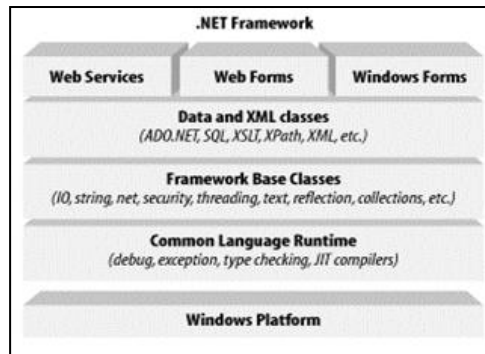 .NET Framework
Web Services
Web Forms
Windows Forms
Data and XML classes
(ADO.NET, SQL, XSLT, XPath, XML, etc.)
Framework Base Classes
(IO, string, net, security, threading, text, reflection, collections, etc.)
Common Language Runtime
(debug, exception, type checking, JIT compilers)
Windows Platform